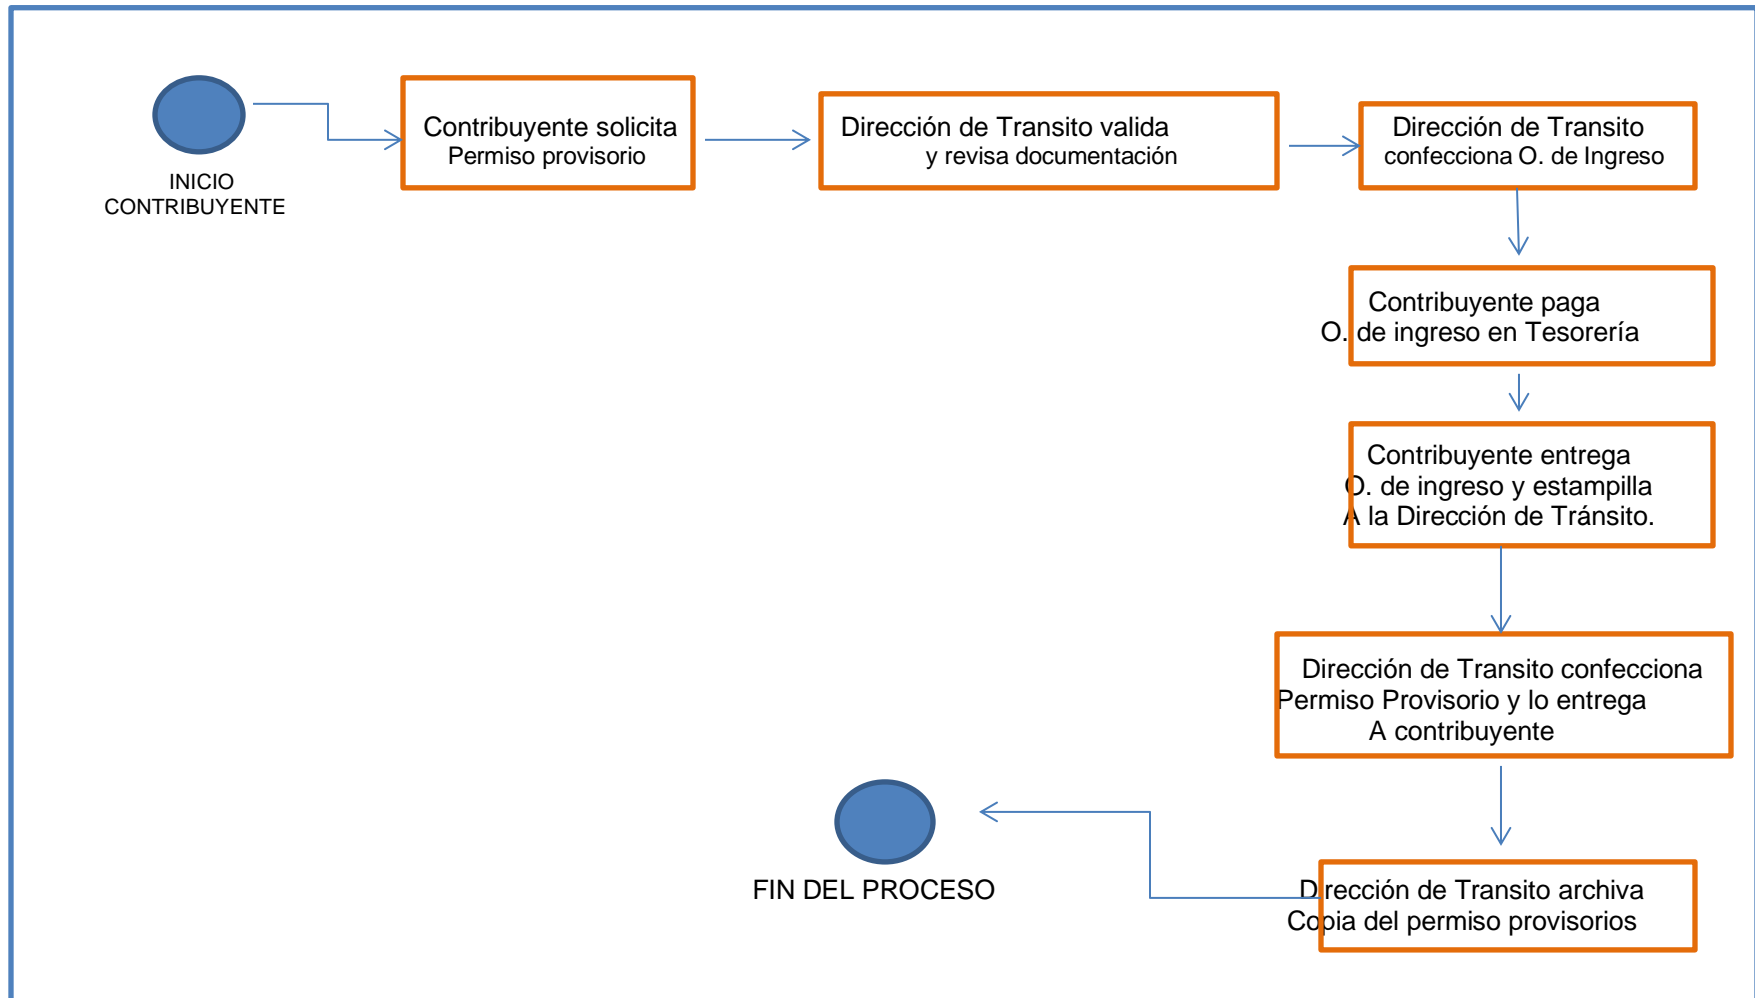 INICIO
CONTRIBUYENTE
Contribuyente solicita
Permiso provisorio
Dirección de Transito valida
y revisa documentación
Dirección de Transito
confecciona O. de Ingreso
Contribuyente paga
O. de ingreso en Tesorería
Contribuyente entrega
O. de ingreso y estampilla
A la Dirección de Tránsito.
Dirección de Transito confecciona
Permiso Provisorio y lo entrega
A contribuyente
Dirección de Transito archiva
Copia del permiso provisorios
FIN DEL PROCESO